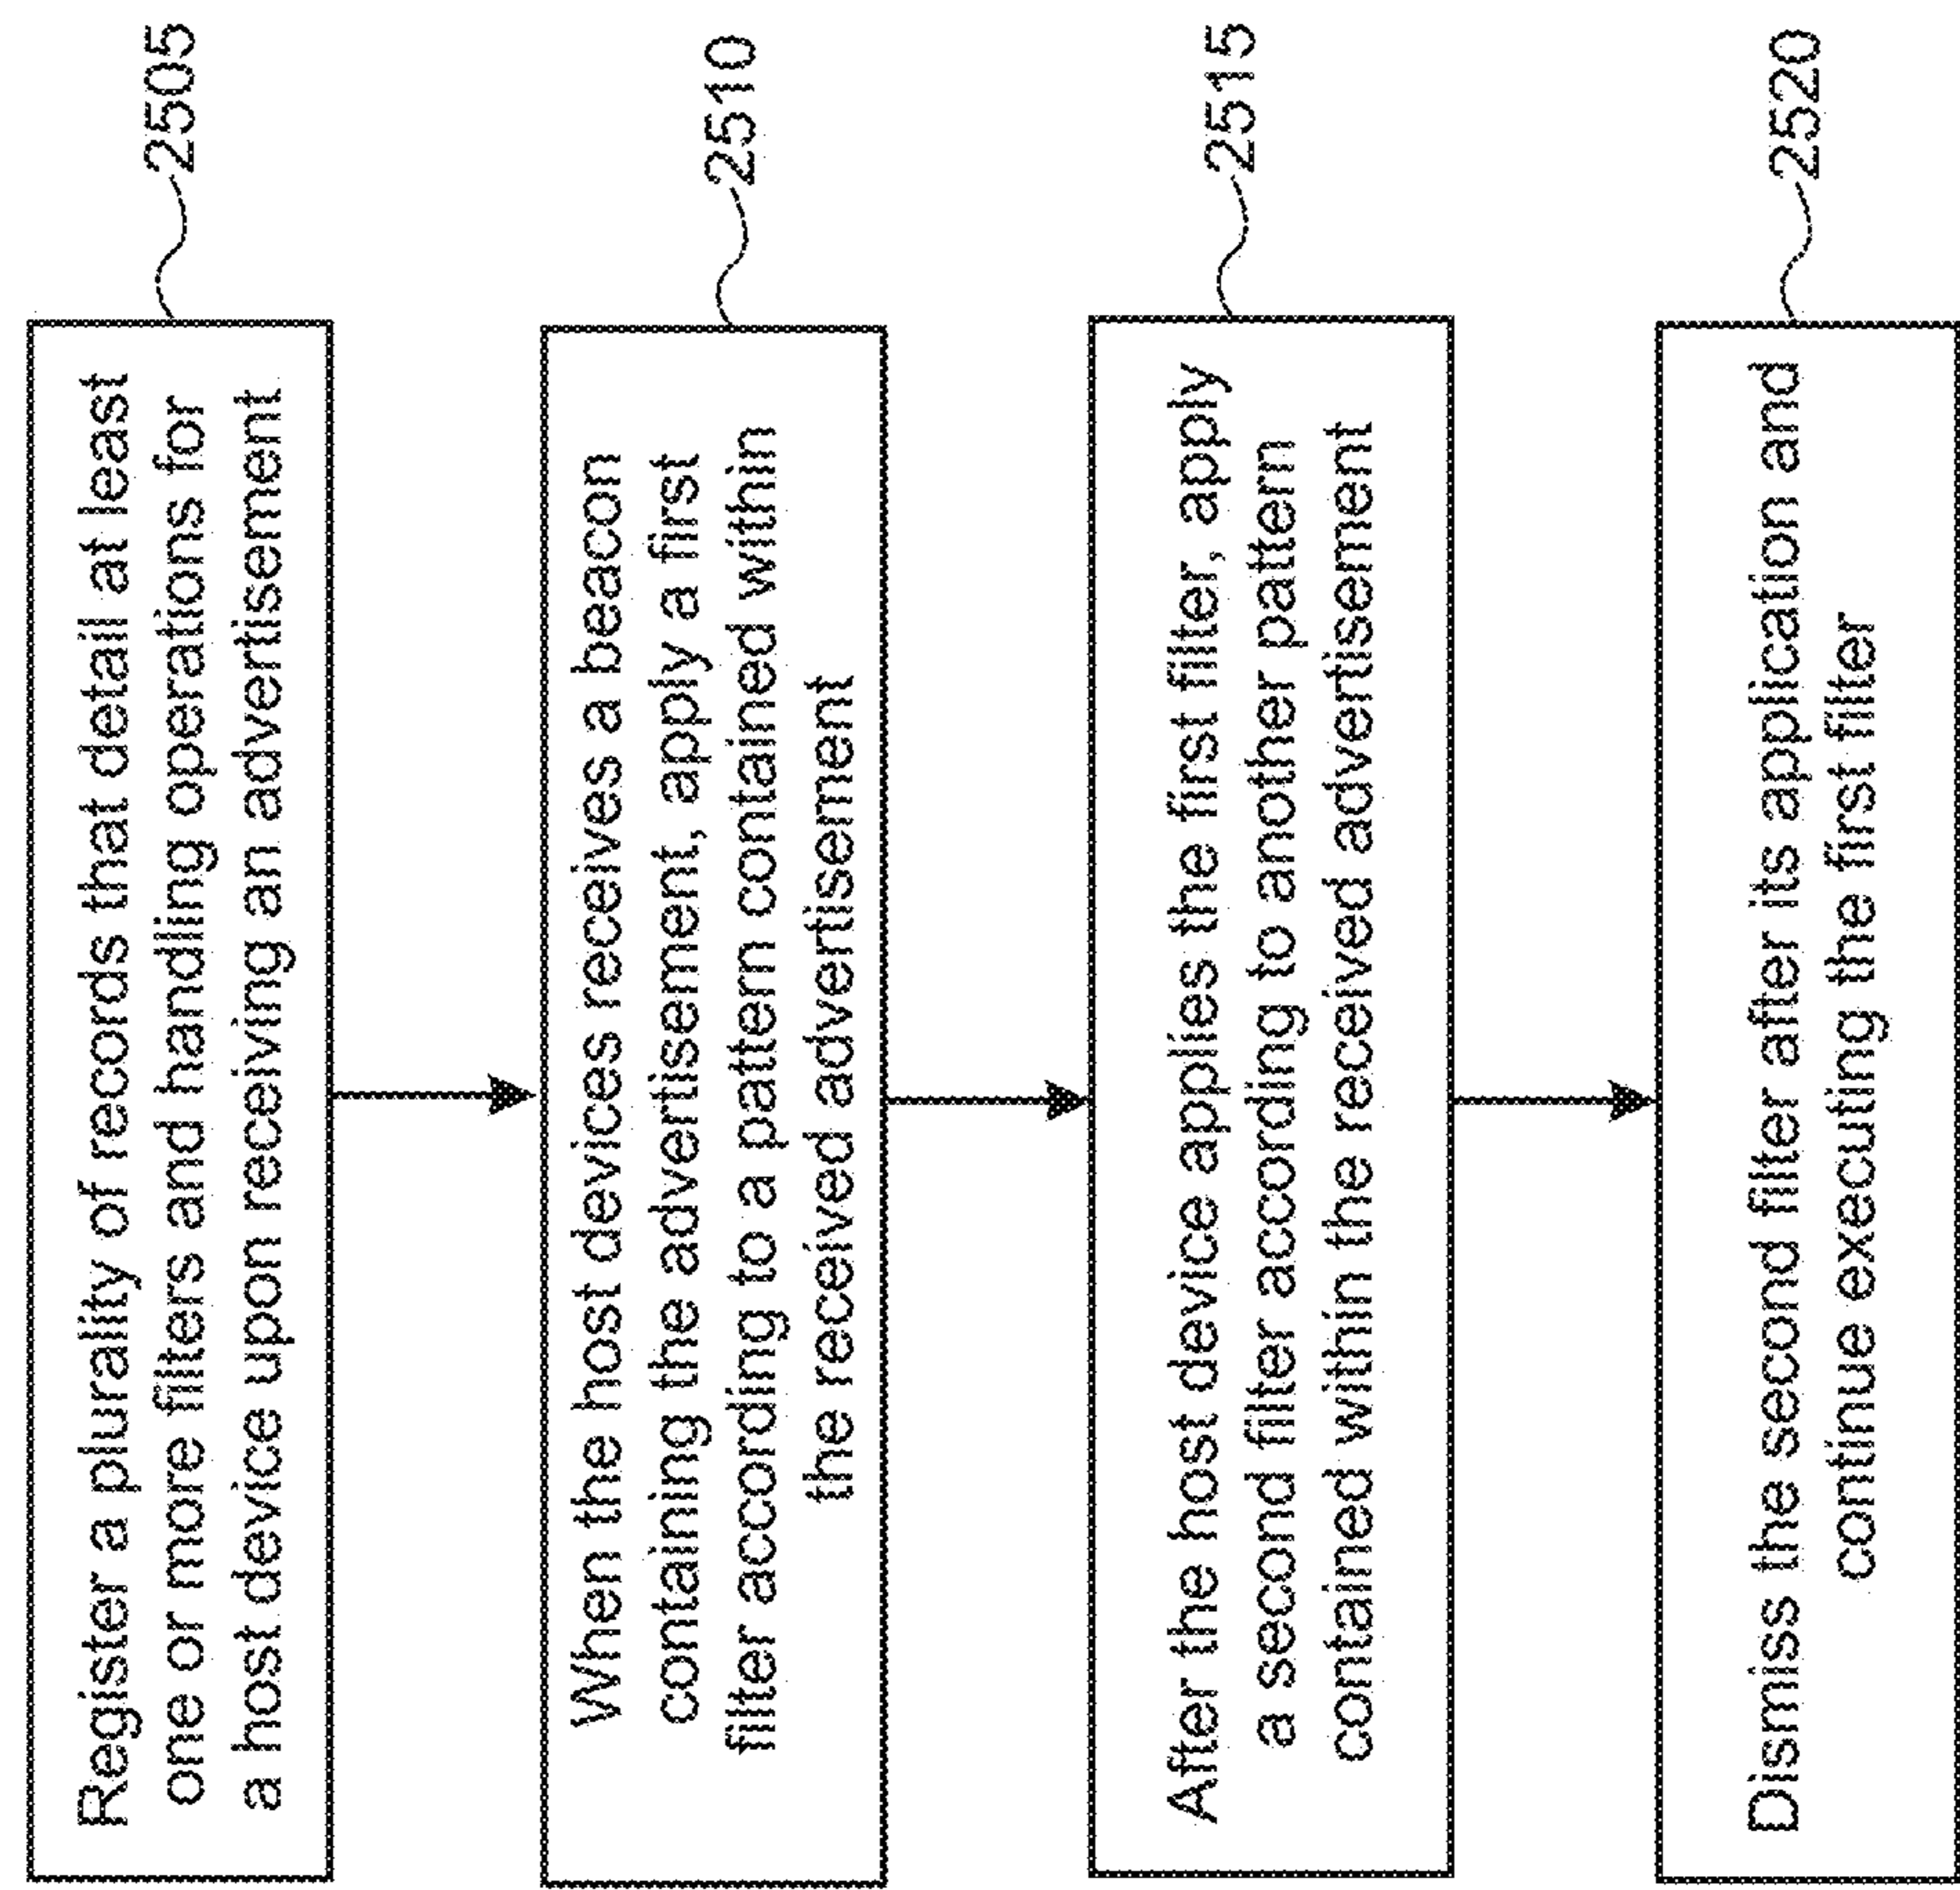 Register a plurality of records that detail at least
one or more filters and handling operations for
a host device upon receiving an advertisement
2505
When the host devices receives a beacon
containing the advertisement, apply a first
filter according to a pattern contained within
the received advertisement
2510
After the host device applies the first filter, apply
a second filter according to another pattern
contained within the received advertisement
2515
Dismiss the second filter after its application and
continue executing the first filter
2520